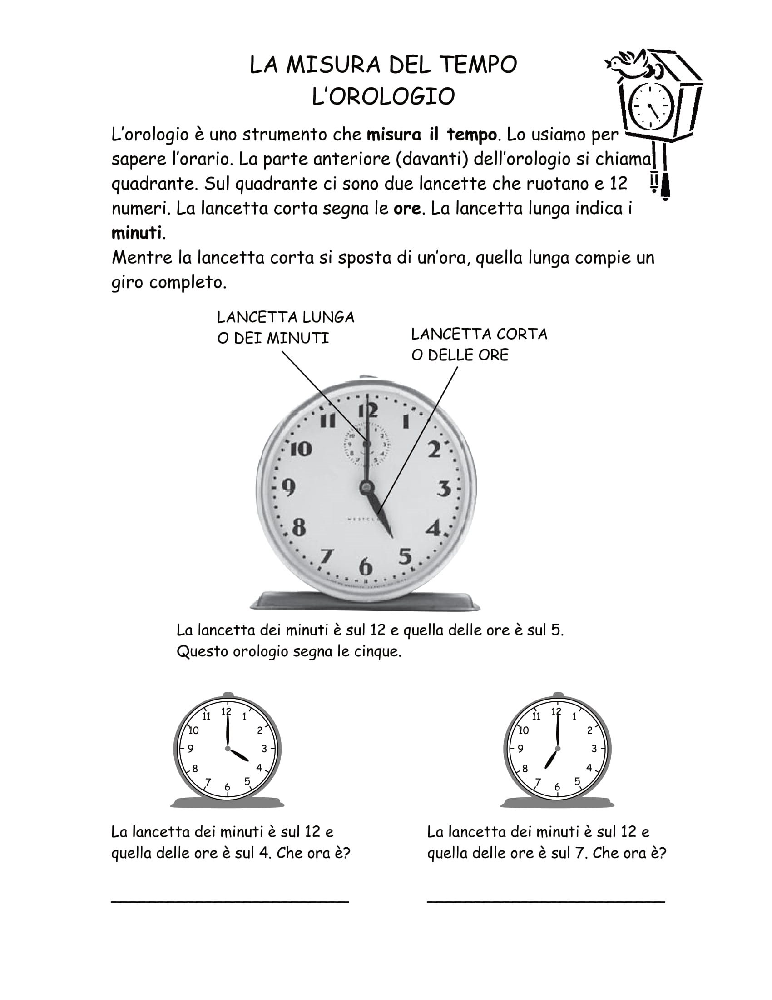 LA MISURA DEL TEMPO
L'OROLOGIO
L'orologio è uno strumento che misura il tempo. Lo usiamo per
sapere l'orario. La parte anteriore (davanti) dell'orologio si chiama
quadrante. Sul quadrante ci sono due lancette che ruotano e 12
numeri. La lancetta corta segna le ore. La lancetta lunga indica i
minuti.
Mentre la lancetta corta si sposta di un'ora, quella lunga compie un
giro completo.
LANCETTA LUNGA
O DEI MINUTI
LANCETTA CORTA
O DELLE ORE
12
11 1
10 2
9 3
8 4
7 5
6
La lancetta dei minuti è sul 12 e quella delle ore è sul 5.
Questo orologio segna le cinque.
12
11 1
10 2
9 3
8 4
7 5
6
12
11 1
10 2
9 3
8 4
7 5
6
La lancetta dei minuti è sul 12 e
quella delle ore è sul 4. Che ora è?
La lancetta dei minuti è sul 12 e
quella delle ore è sul 7. Che ora è?